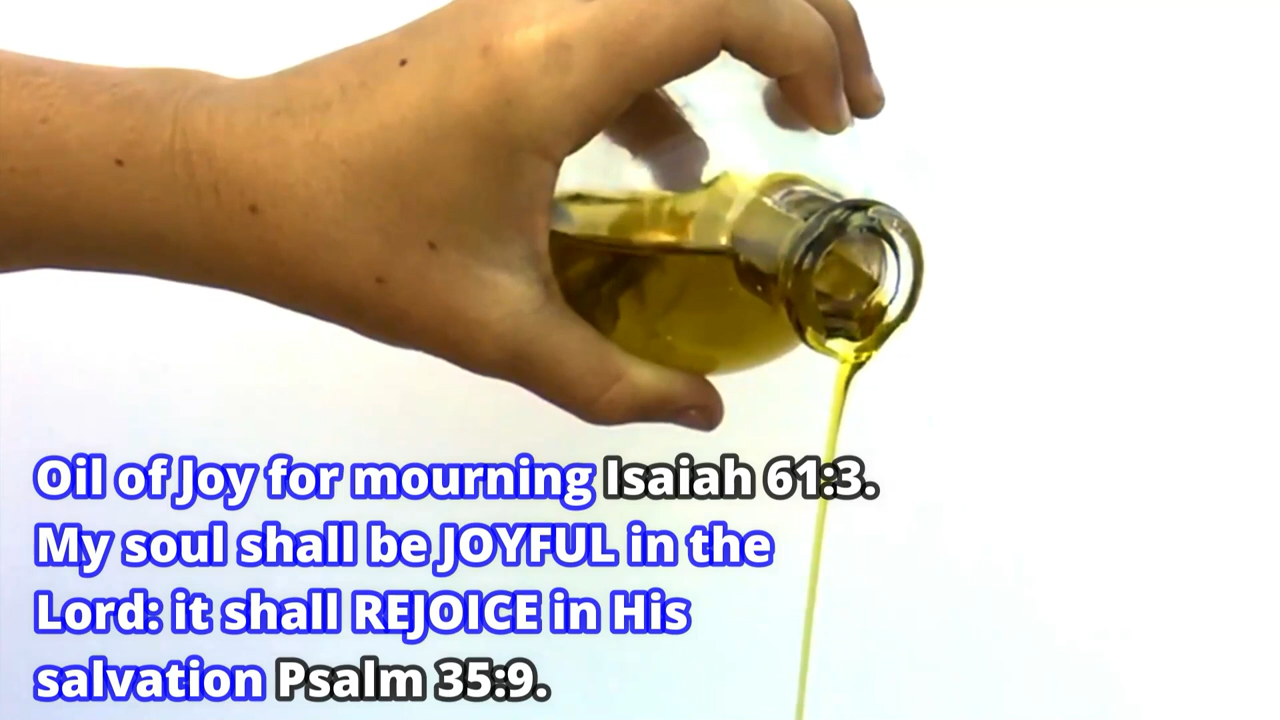 Oil of Joy for mourning Isaiah 61:3.
My soul shall be JOYFUL in the
Lord: it shall REJOICE in His
salvation Psalm 35:9.